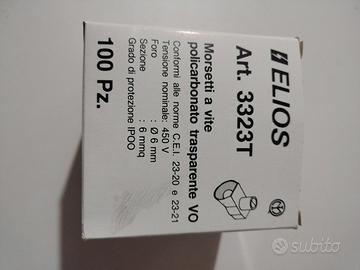 ELIOS
Art. 3323T
Morsetti a vite
policarbonato trasparente VO
Conformi alle norme C.E.I. 23-20 e 23-21
Tensione nominale: 450 V
Foro : Ø 6 mm
Sezione : 6 mmq
Grado di protezione IPOO
100 Pz.
subito